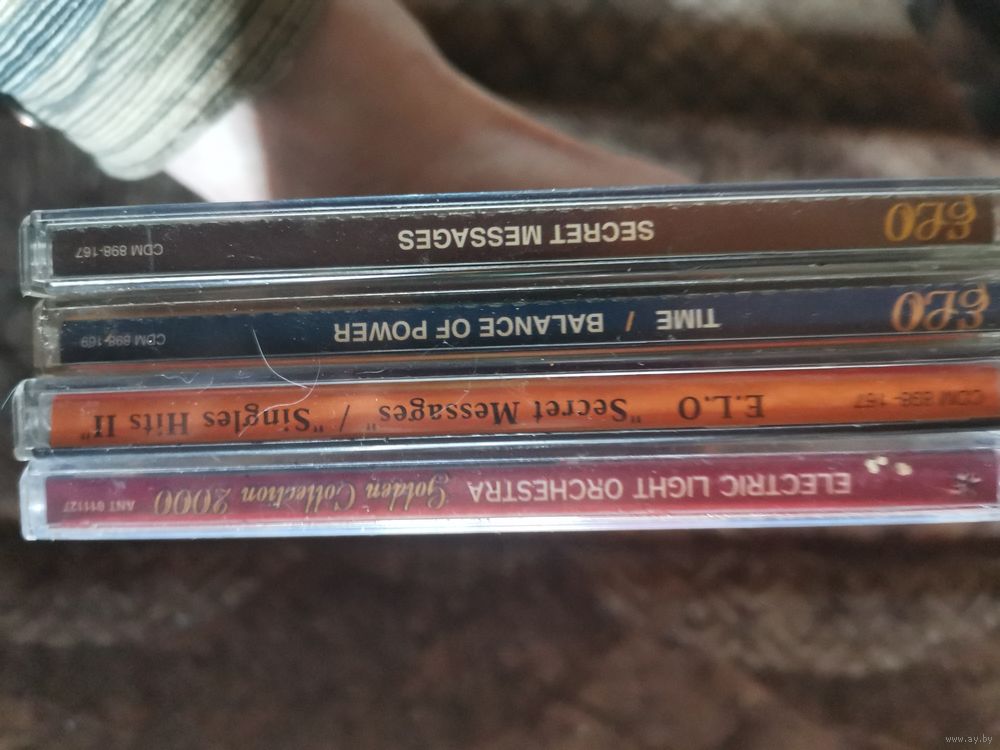 ELO SECRET MESSAGES CDM 898-167
ELO TIME / BALANCE OF POWER CDM 898-169
CDM 898-167 E.L.O "Secret Messages" / "Singles Hits II"
ELECTRIC LIGHT ORCHESTRA Golden Collection 2000 ANT 011127
www.ay.by